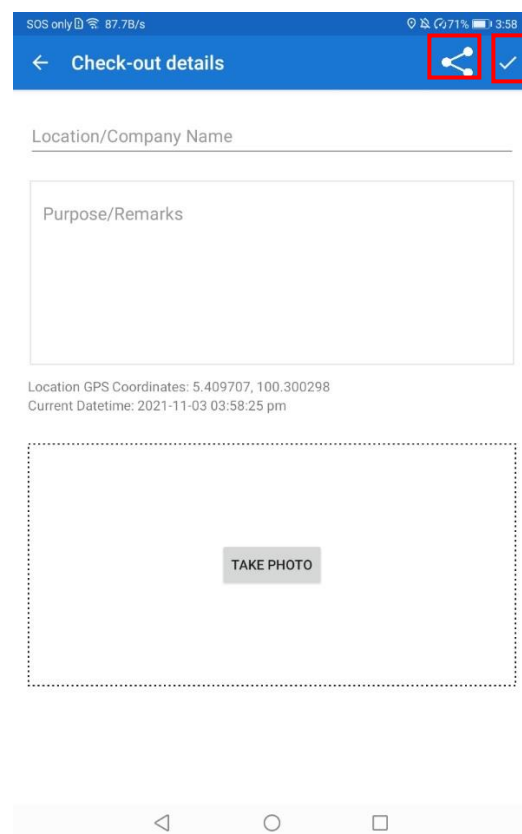 SOS only 87.7B/s 71% 3:58
Check-out details
Location/Company Name
Purpose/Remarks
Location GPS Coordinates: 5.409707, 100.300298
Current Datetime: 2021-11-03 03:58:25 pm
TAKE PHOTO